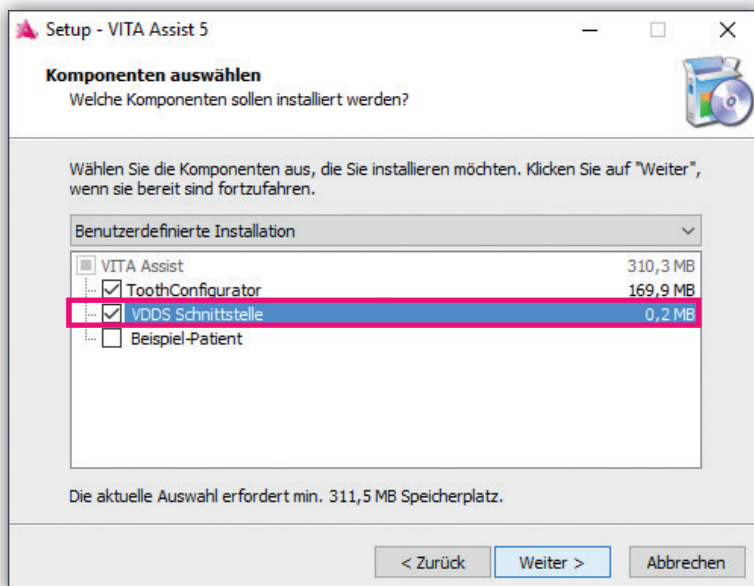 Setup - VITA Assist 5
Komponenten auswählen
Welche Komponenten sollen installiert werden?
Wählen Sie die Komponenten aus, die Sie installieren möchten. Klicken Sie auf "Weiter",
wenn sie bereit sind fortzufahren.
Benutzerdefinierte Installation
VITA Assist 310,3 MB
ToothConfigurator 169,9 MB
VDDS Schnittstelle 0,2 MB
Beispiel-Patient
Die aktuelle Auswahl erfordert min. 311,5 MB Speicherplatz.
< Zurück Weiter > Abbrechen